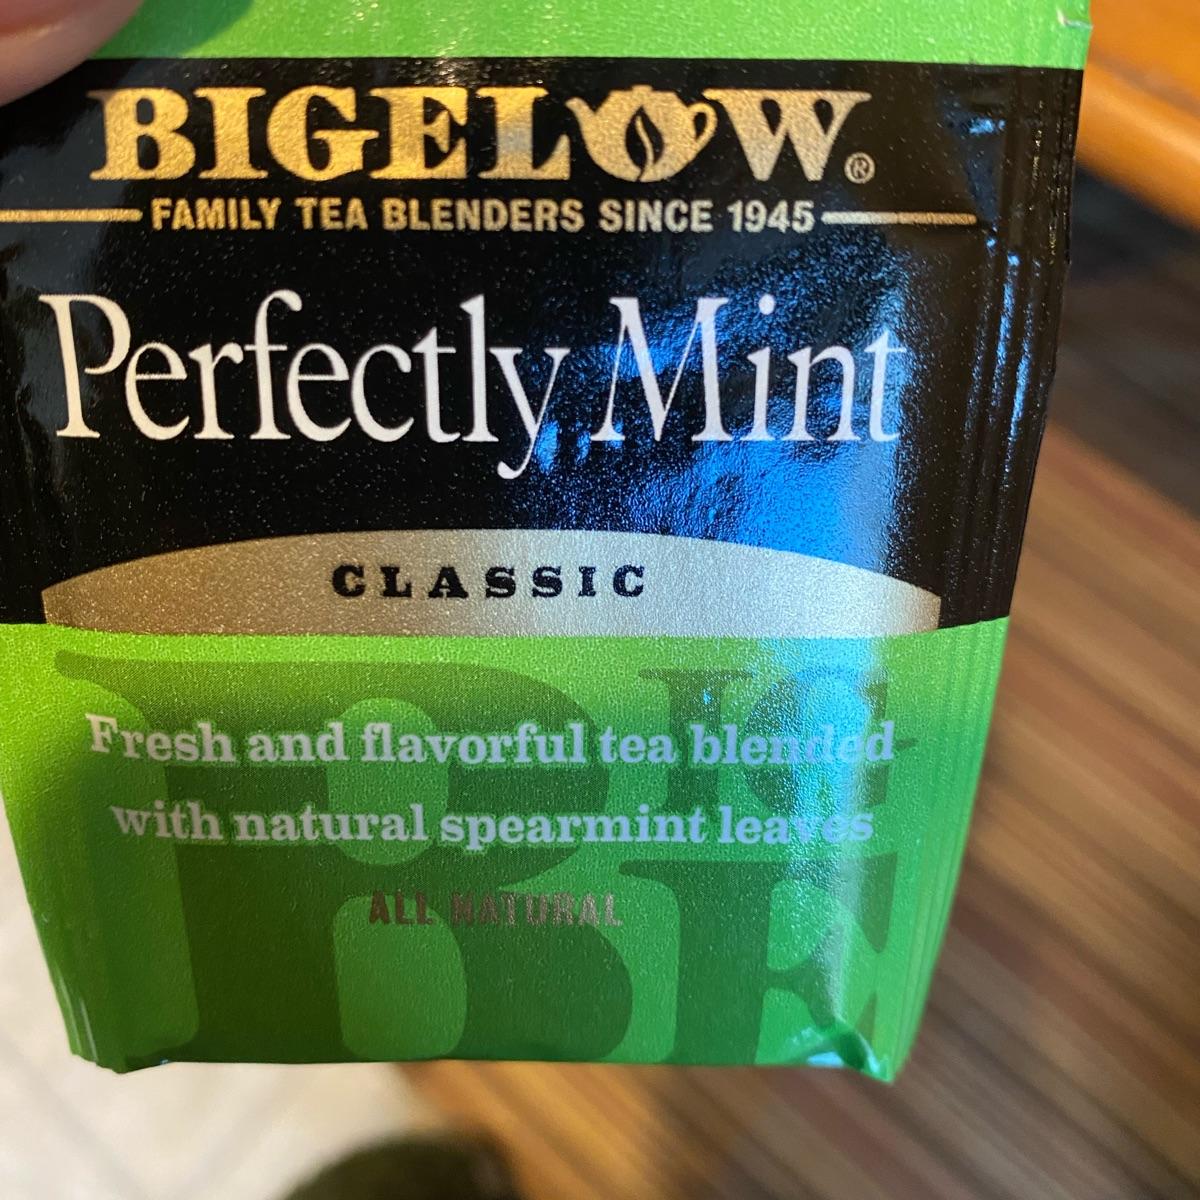 BIGELOW®
FAMILY TEA BLENDERS SINCE 1945
Perfectly Mint
CLASSIC
Fresh and flavorful tea blended
with natural spearmint leaves
ALL NATURAL